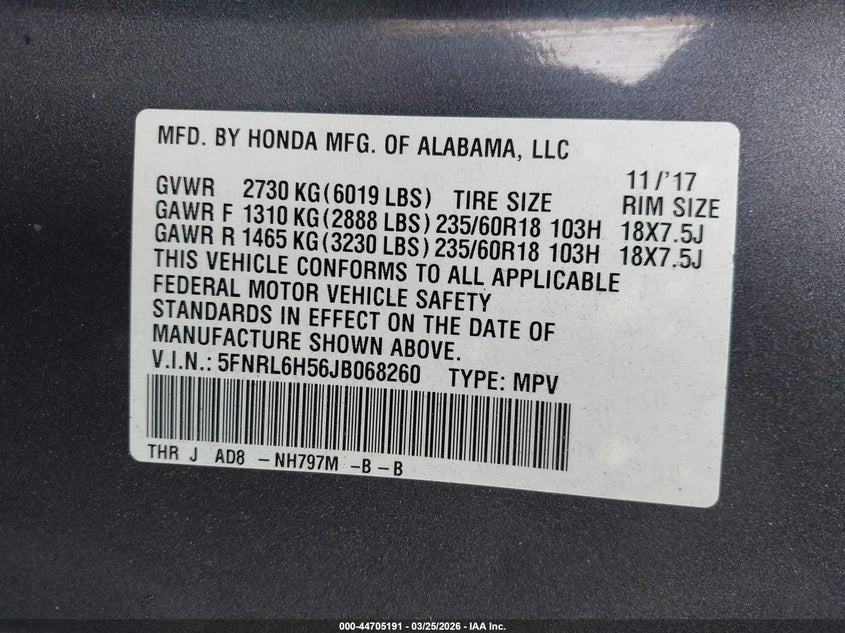 MFD. BY HONDA MFG. OF ALABAMA, LLC
11/'17
GVWR 2730 KG(6019 LBS) TIRE SIZE RIM SIZE
GAWR F 1310 KG(2888 LBS) 235/60R18 103H 18X7.5J
GAWR R 1465 KG(3230 LBS) 235/60R18 103H 18X7.5J
THIS VEHICLE CONFORMS TO ALL APPLICABLE
FEDERAL MOTOR VEHICLE SAFETY
STANDARDS IN EFFECT ON THE DATE OF
MANUFACTURE SHOWN ABOVE.
V.I.N.: 5FNRL6H56JB068260 TYPE: MPV
THR J AD8 - NH797M -B - B
000-44705191 - 03/25/2026 - IAA Inc.